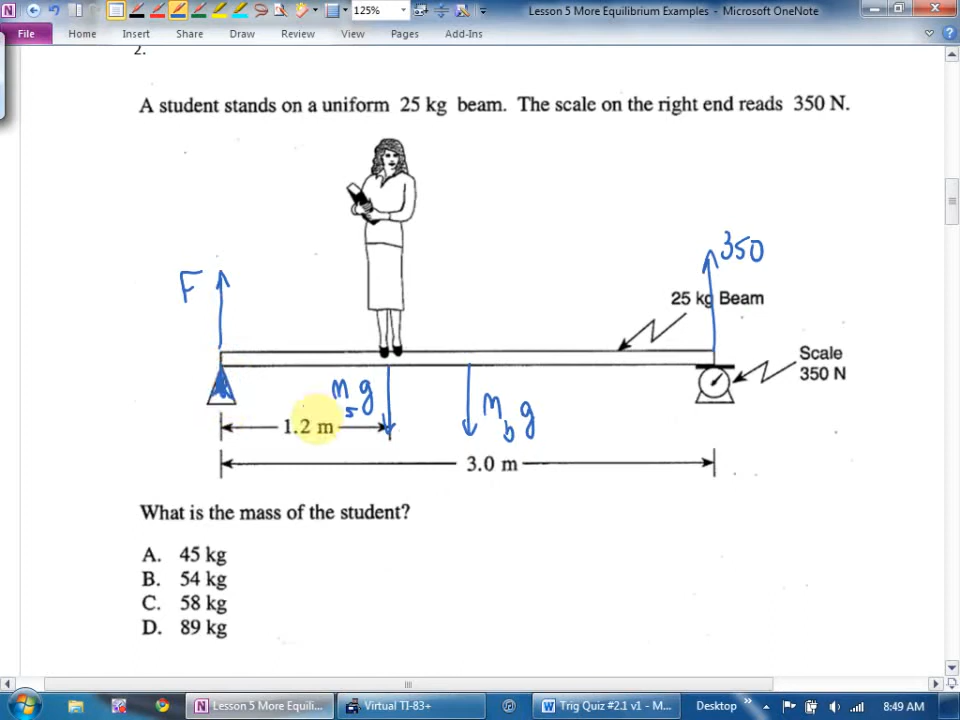 125%
Lesson 5 More Equilibrium Examples - Microsoft OneNote
File Home Insert Share Draw Review View Pages Add-Ins
2.
A student stands on a uniform 25 kg beam. The scale on the right end reads 350 N.
F
350
25 kg Beam
Scale
350 N
m_s g
m_b g
1.2 m
3.0 m
What is the mass of the student?
A. 45 kg
B. 54 kg
C. 58 kg
D. 89 kg
Lesson 5 More Equili...
Virtual TI-83+
Trig Quiz #2.1 v1 - M...
Desktop
8:49 AM